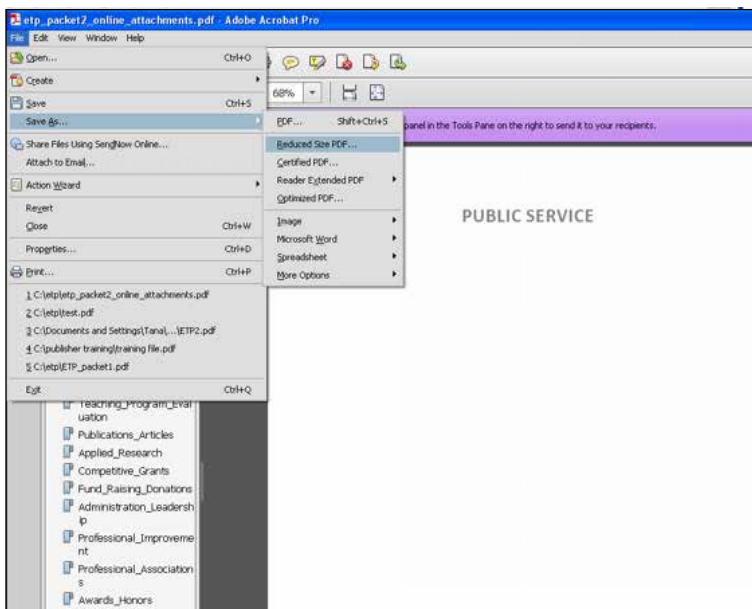 etp_packet2_online_attachments.pdf - Adobe Acrobat Pro
File Edit View Window Help
Open... Ctrl+O
Create
Save Ctrl+S
Save As...
Share Files Using SendNow Online...
Attach to Email...
Action Wizard
Revert
Close Ctrl+W
Properties... Ctrl+D
Print... Ctrl+P
1 C:\etp\etp_packet2_online_attachments.pdf
2 C:\etp\test.pdf
3 C:\Documents and Settings\Tanal,...\ETP2.pdf
4 C:\publisher training\training file.pdf
5 C:\etp\ETP_packet1.pdf
Exit Ctrl+Q
68%
PDF... Shift+Ctrl+S
Reduced Size PDF...
Certified PDF...
Reader Extended PDF
Optimized PDF...
Image
Microsoft Word
Spreadsheet
More Options
panel in the Tools Pane on the right to send it to your recipients.
PUBLIC SERVICE
Teaching_Program_Eval
uation
Publications_Articles
Applied_Research
Competitive_Grants
Fund_Raising_Donations
Administration_Leadersh
ip
Professional_Improveme
nt
Professional_Association
s
Awards_Honors